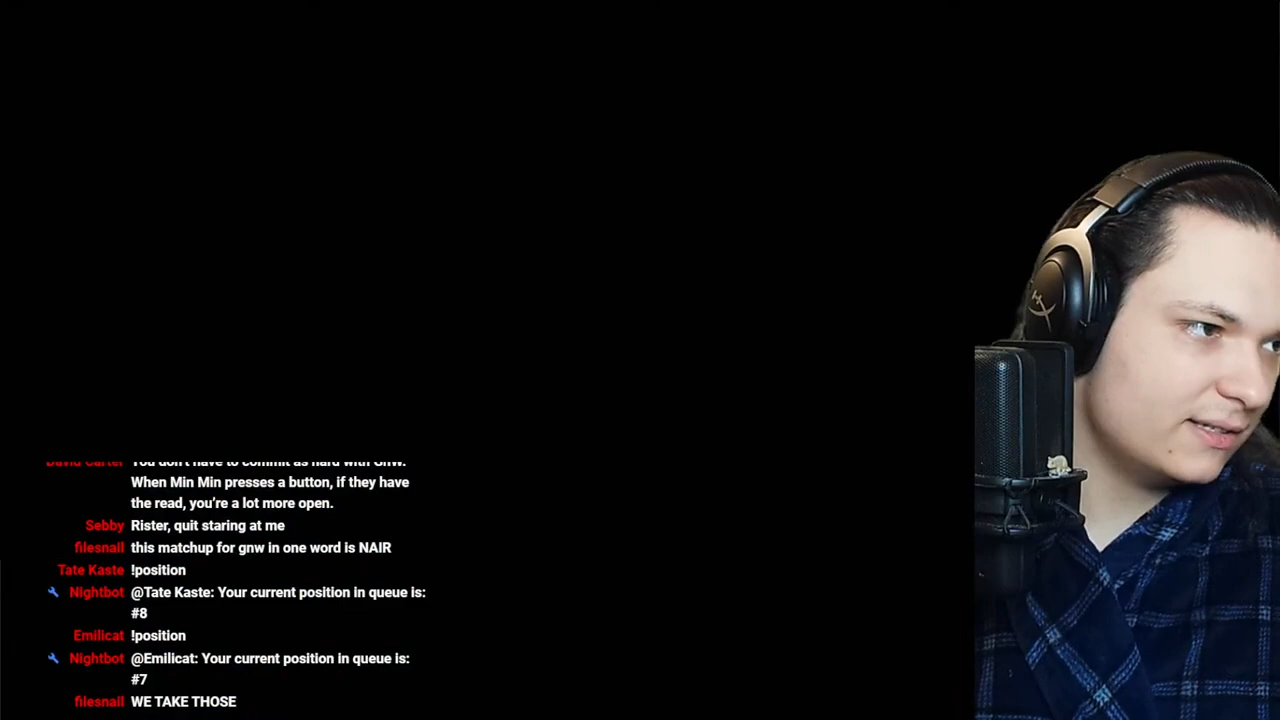 David Carter You don't have to commit as hard with Gnw.
When Min Min presses a button, if they have
the read, you're a lot more open.
Sebby Rister, quit staring at me
filesnail this matchup for gnw in one word is NAIR
Tate Kaste !position
Nightbot @Tate Kaste: Your current position in queue is:
#8
Emilicat !position
Nightbot @Emilicat: Your current position in queue is:
#7
filesnail WE TAKE THOSE